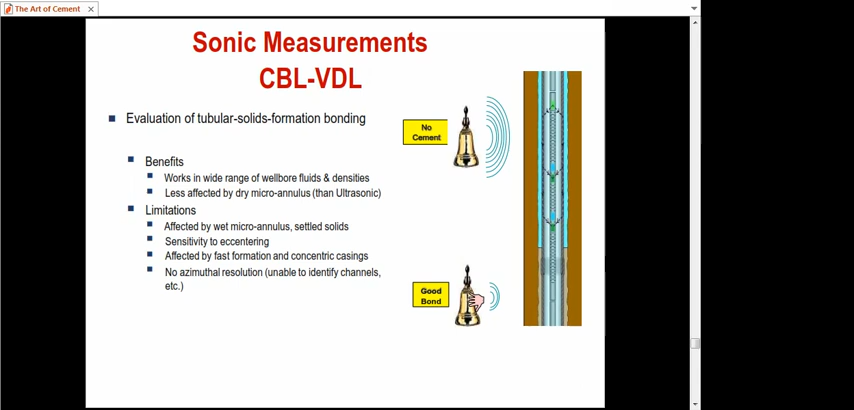 The Art of Cement
Sonic Measurements
CBL-VDL
Evaluation of tubular-solids-formation bonding
Benefits
Works in wide range of wellbore fluids & densities
Less affected by dry micro-annulus (than Ultrasonic)
Limitations
Affected by wet micro-annulus, settled solids
Sensitivity to eccentering
Affected by fast formation and concentric casings
No azimuthal resolution (unable to identify channels,
etc.)
No
Cement
Good
Bond